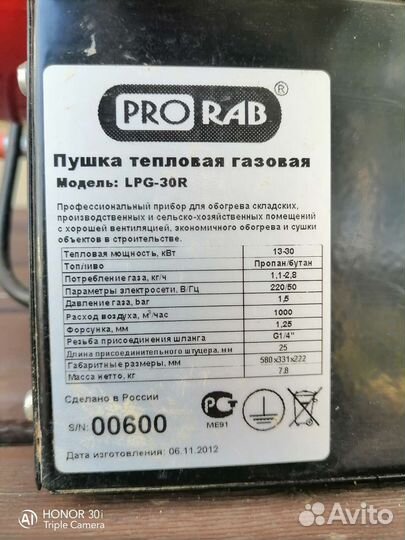 PRORAB ®
Пушка тепловая газовая
Модель: LPG-30R
Профессиональный прибор для обогрева складских,
производственных и сельско-хозяйственных помещений
с хорошей вентиляцией, экономичного обогрева и сушки
объектов в строительстве.
Тепловая мощность, кВт 13-30
Топливо Пропан/бутан
Потребление газа, кг/ч 1,1-2,8
Параметры электросети, В/Гц 220/50
Давление газа, bar 1,5
Расход воздуха, м³/час 1000
Форсунка, мм 1,25
Резьба присоединительного шланга G1/4"
Длина присоединительного штуцера, мм 25
Габаритные размеры, мм 580x331x222
Масса нетто, кг 7.8
Сделано в России
S/N: 00600
ME91
Дата изготовления: 06.11.2012
HONOR 30i
Triple Camera
Avito